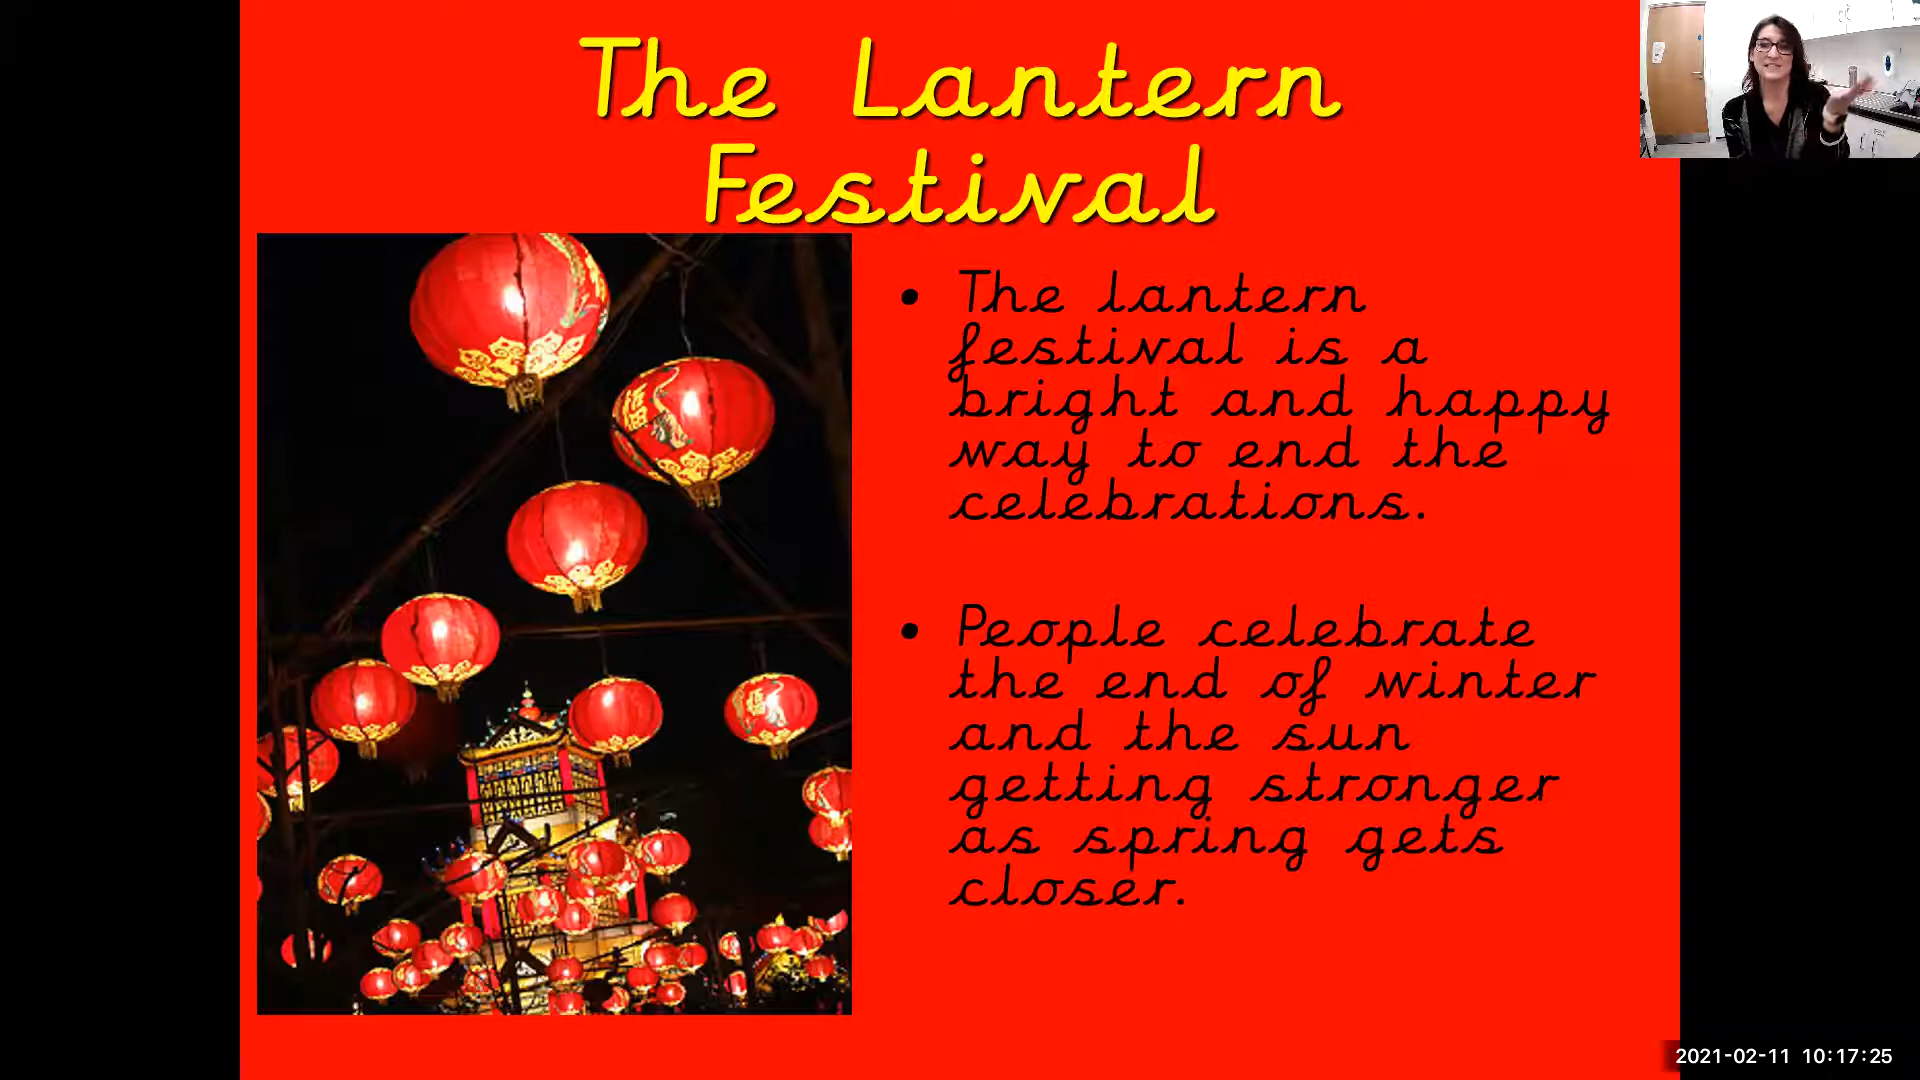 The Lantern
Festival
• The lantern
festival is a
bright and happy
way to end the
celebrations.
• People celebrate
the end of winter
and the sun
getting stronger
as spring gets
closer.
福
2021-02-11 10:17:25